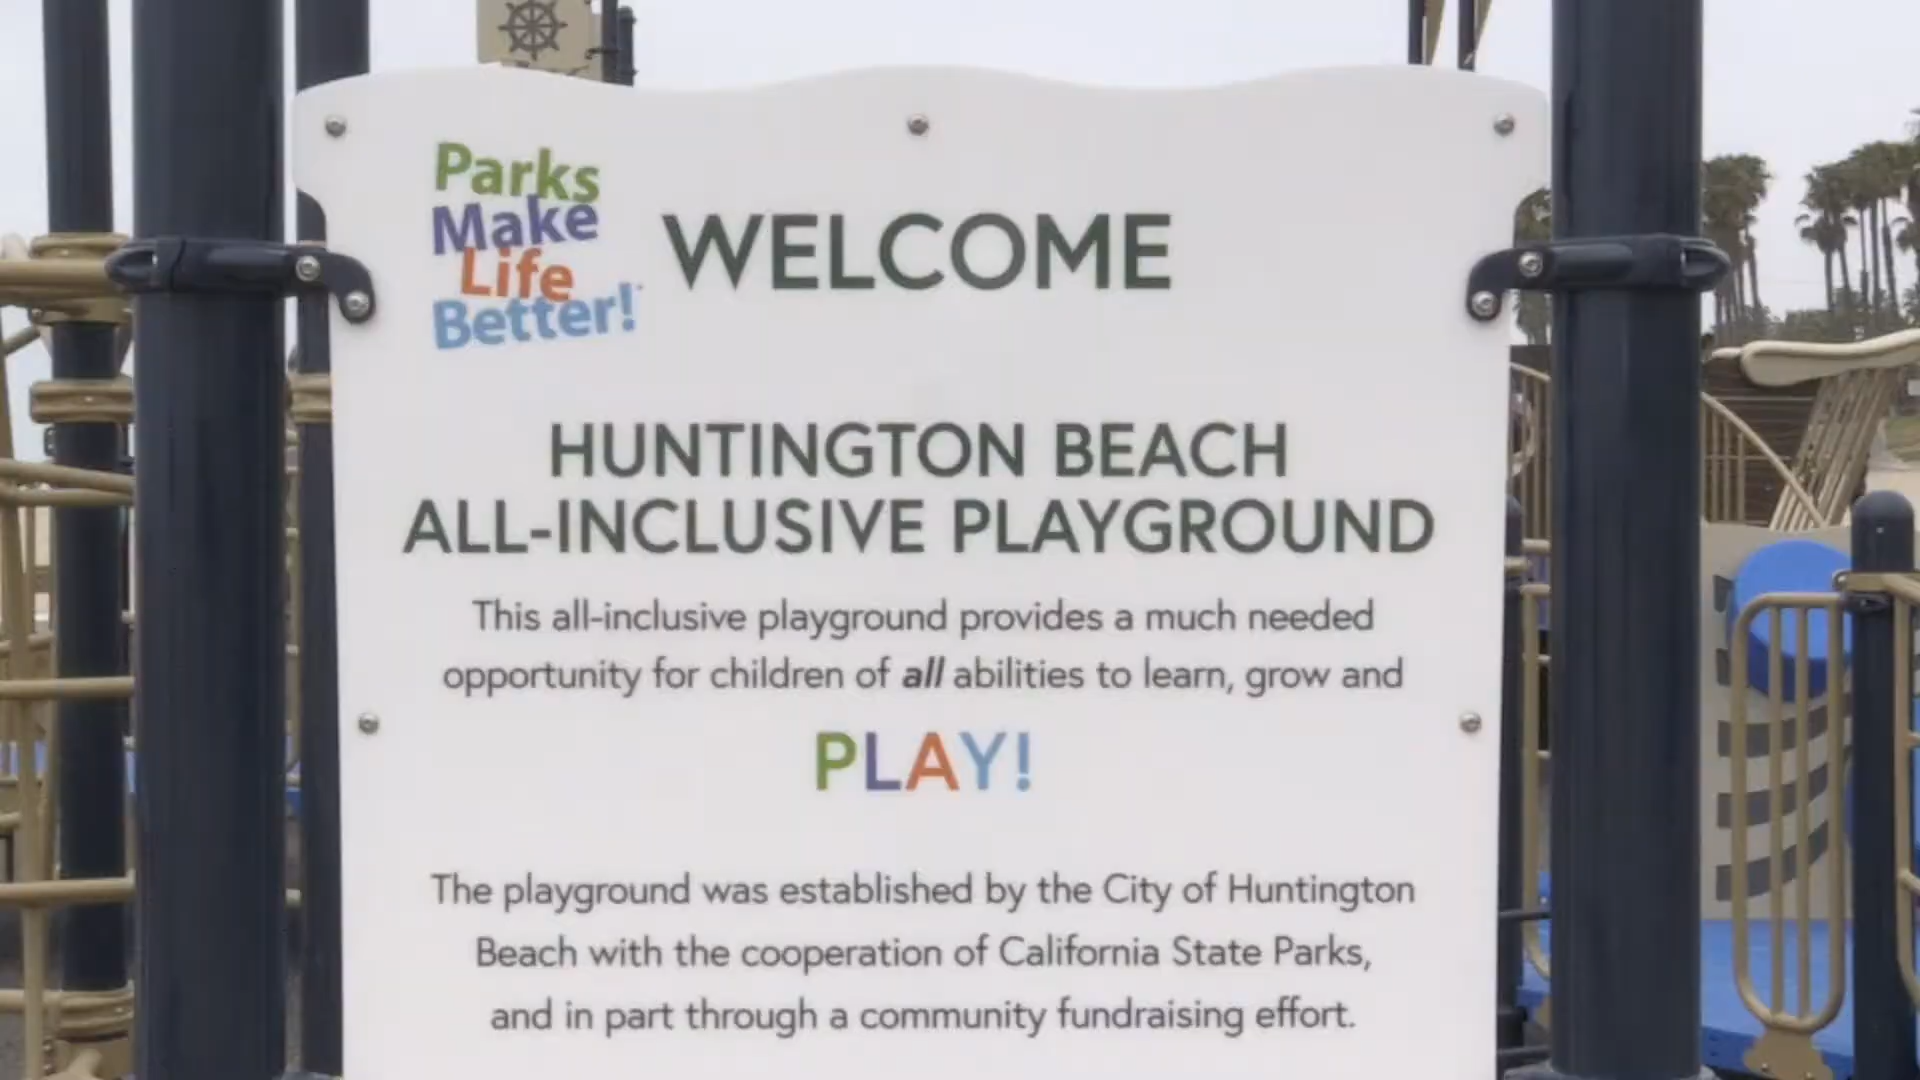 Parks
Make
Life
Better!
WELCOME
HUNTINGTON BEACH
ALL-INCLUSIVE PLAYGROUND
This all-inclusive playground provides a much needed
opportunity for children of all abilities to learn, grow and
PLAY!
The playground was established by the City of Huntington
Beach with the cooperation of California State Parks,
and in part through a community fundraising effort.